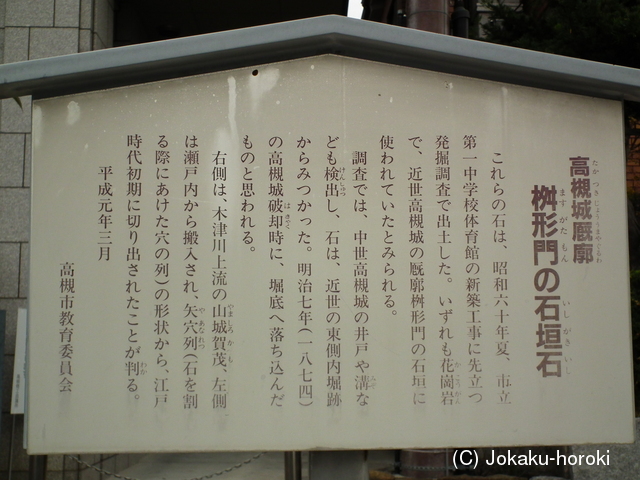 高槻城厩廓
桝形門の石垣石
これらの石は、昭和六十年夏、市立
第一中学校体育館の新築工事に先立つ
発掘調査で出土した。いずれも花崗岩
で、近世高槻城の厩廓桝形門の石垣に
使われていたとみられる。
調査では、中世高槻城の井戸や溝な
ども検出し、石は、近世の東側内堀跡
からみつかった。明治七年(一八七四)
の高槻城破却時に、堀底へ落ち込んだ
ものと思われる。
右側は、木津川上流の山城賀茂、左側
は瀬戸内から搬入され、矢穴列(石を割
る際にあけた穴の列)の形状から、江戸
時代初期に切り出されたことが判る。
平成元年三月
高槻市教育委員会
(C) Jokaku-horoki